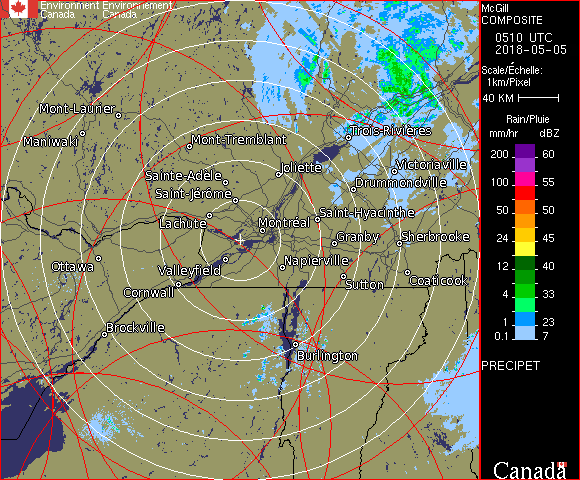 Environment Environnement
Canada Canada
McGill
COMPOSITE
0510 UTC
2018-05-05
Scale/Échelle:
1km/Pixel
40 KM
Rain/Pluie
mm/hr dBZ
200 60
100 55
50 50
24 45
12 40
4 33
1 23
0.1 7
PRECIPET
Canada
Mont-Laurier
Maniwaki
Mont-Tremblant
Trois-Rivières
Sainte-Adèle
Joliette
Victoriaville
Saint-Jérôme
Drummondville
Lachute
Montréal
Saint-Hyacinthe
Granby
Sherbrooke
Ottawa
Valleyfield
Napierville
Cornwall
Sutton
Coaticook
Brockville
Burlington